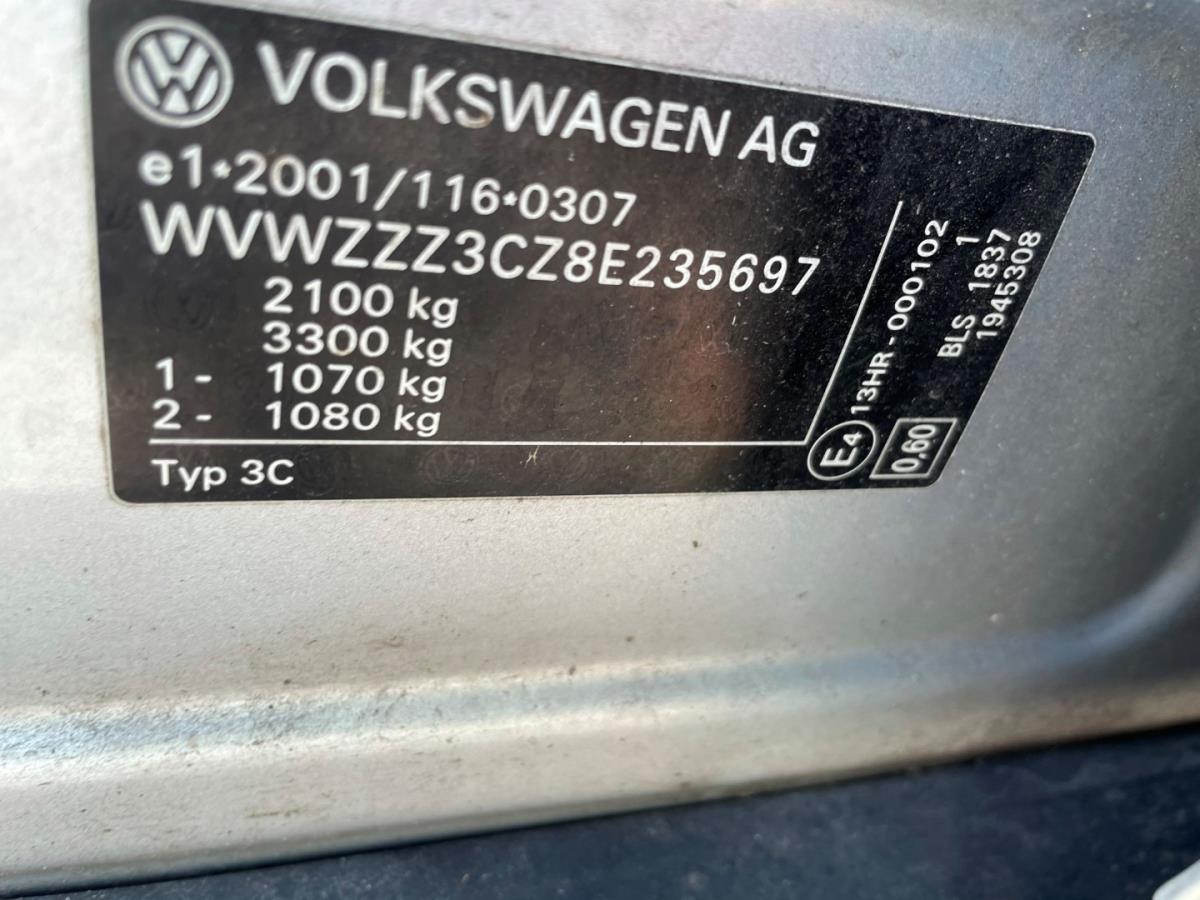 VOLKSWAGEN AG
e1*2001/116*0307
WVWZZZ3CZ8E235697
2100 kg
3300 kg
1 - 1070 kg
2 - 1080 kg
Typ 3C
E4 13HR - 000102
BLS 1
1837
1945308
0,60